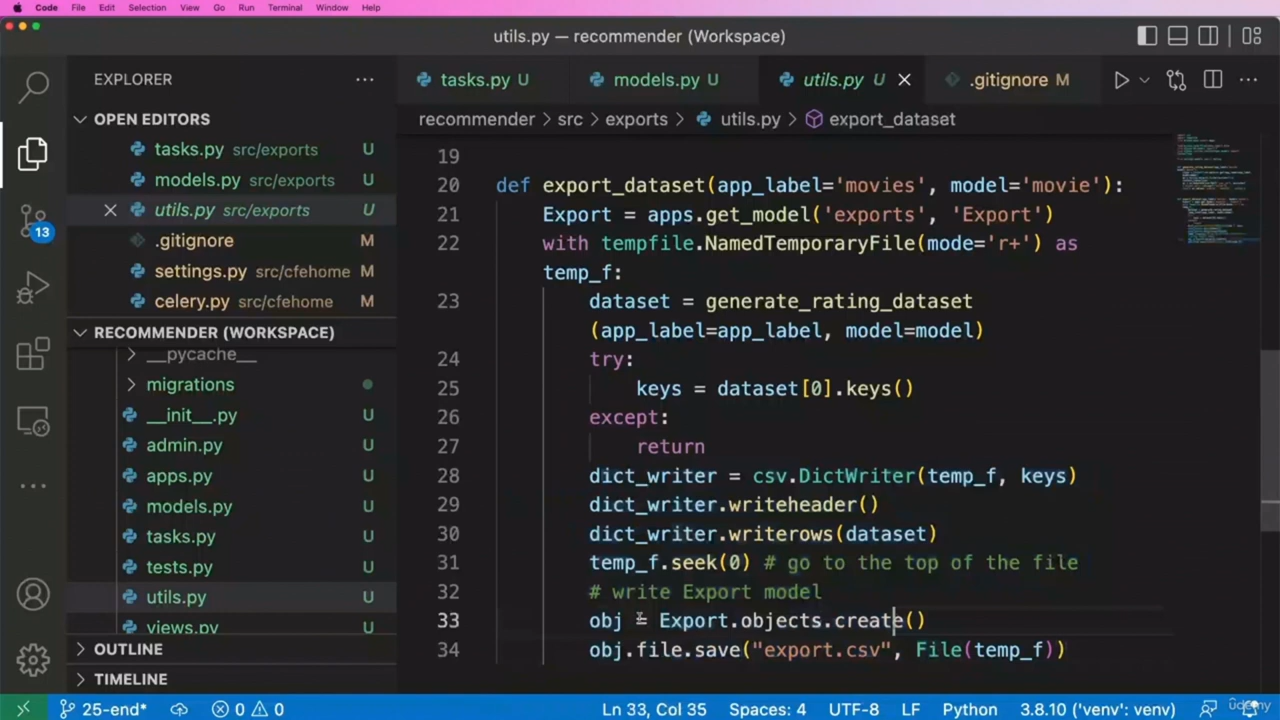 Code File Edit Selection View Go Run Terminal Window Help
utils.py — recommender (Workspace)
EXPLORER ...
tasks.py U models.py U utils.py U .gitignore M
OPEN EDITORS
recommender > src > exports > utils.py > export_dataset
tasks.py src/exports U
models.py src/exports U
utils.py src/exports U
.gitignore M
settings.py src/cfehome M
celery.py src/cfehome M
13
RECOMMENDER (WORKSPACE)
__pycache__
migrations
__init__.py U
admin.py U
apps.py U
models.py U
tasks.py U
tests.py U
utils.py U
views.py U
OUTLINE
TIMELINE
19
20 def export_dataset(app_label='movies', model='movie'):
21 Export = apps.get_model('exports', 'Export')
22 with tempfile.NamedTemporaryFile(mode='r+') as
temp_f:
23 dataset = generate_rating_dataset
(app_label=app_label, model=model)
24 try:
25 keys = dataset[0].keys()
26 except:
27 return
28 dict_writer = csv.DictWriter(temp_f, keys)
29 dict_writer.writeheader()
30 dict_writer.writerows(dataset)
31 temp_f.seek(0) # go to the top of the file
32 # write Export model
33 obj = Export.objects.create()
34 obj.file.save("export.csv", File(temp_f))
25-end* 0 0 Ln 33, Col 35 Spaces: 4 UTF-8 LF Python 3.8.10 ('venv': venv)
udemy